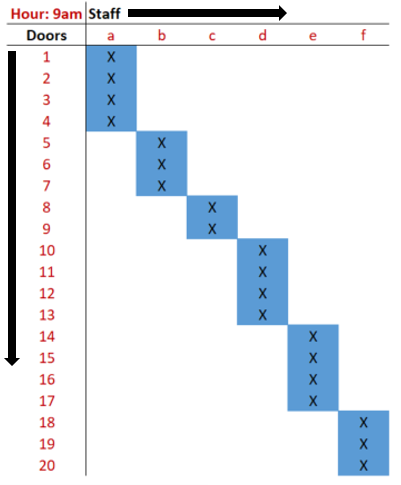 Hour: 9am Staff
Doors a b c d e f
1 X
2 X
3 X
4 X
5 X
6 X
7 X
8 X
9 X
10 X
11 X
12 X
13 X
14 X
15 X
16 X
17 X
18 X
19 X
20 X